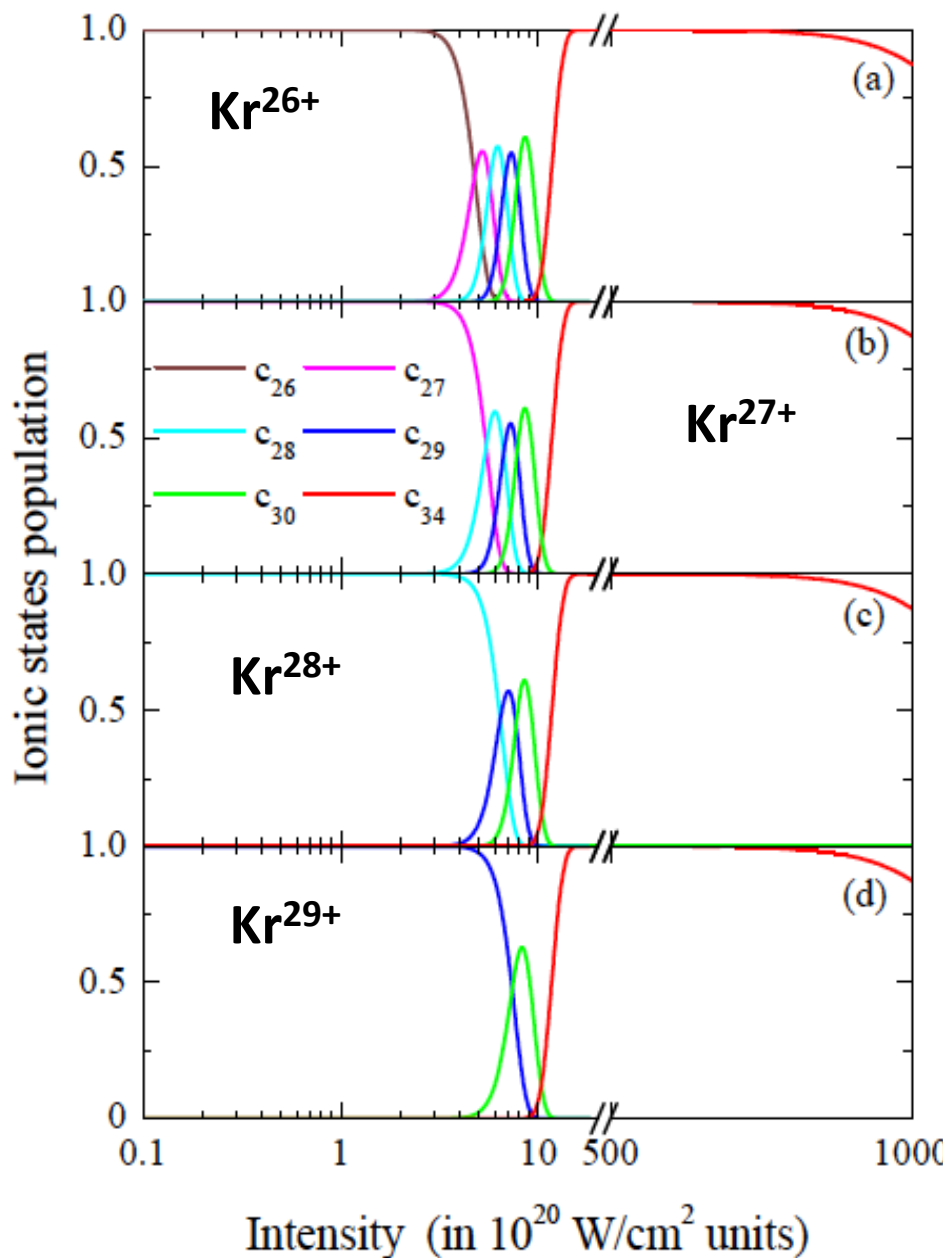 1.0
(a)
Kr²⁶⁺
0.5
1.0
(b)
c₂₆ c₂₇
Kr²⁷⁺
0.5
c₂₈ c₂₉
c₃₀ c₃₄
1.0
(c)
Kr²⁸⁺
0.5
1.0
(d)
Kr²⁹⁺
0.5
0
0.1 1 10 500 1000
Ionic states population
Intensity (in 10²⁰ W/cm² units)